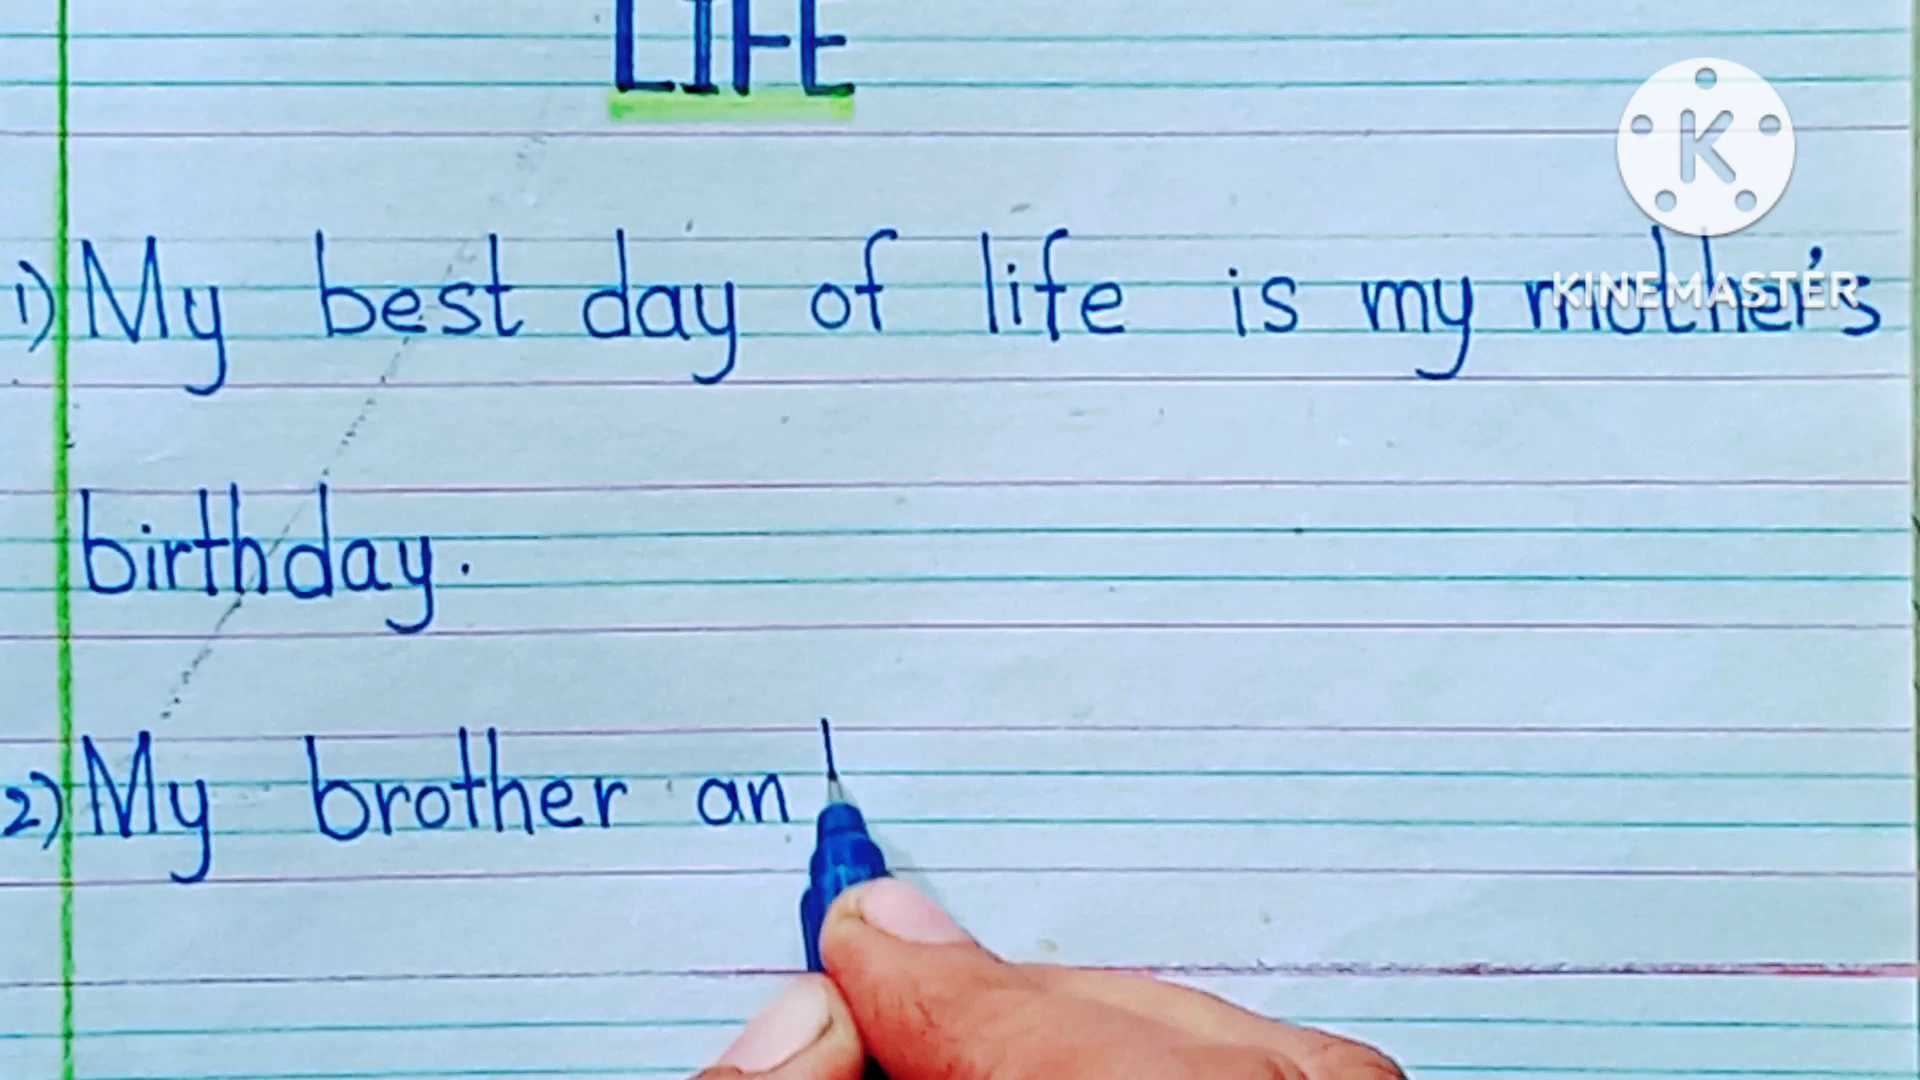 LIFE
1) My best day of life is my mother's
birthday.
2) My brother an
K
KINEMASTER